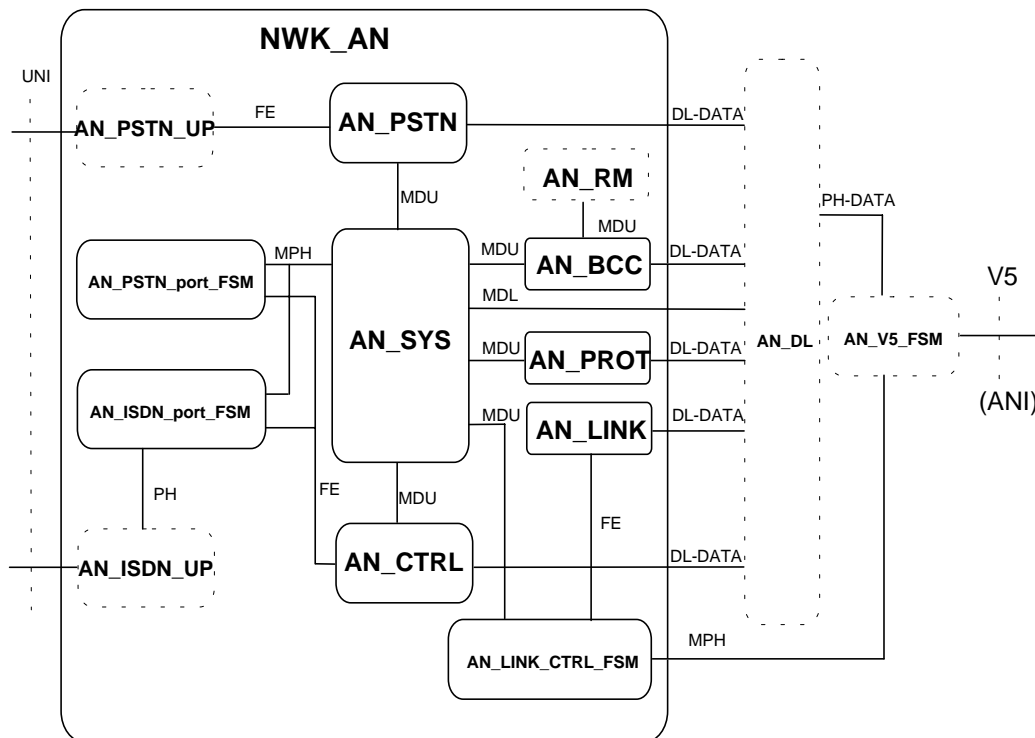 NWK_AN
UNI
FE
AN_PSTN_UP
AN_PSTN
DL-DATA
MDU
AN_RM
PH-DATA
MDU
MPH
MDU
AN_BCC
DL-DATA
AN_PSTN_port_FSM
MDL
V5
AN_SYS
AN_DL
AN_V5_FSM
MDU
AN_PROT
DL-DATA
(ANI)
AN_ISDN_port_FSM
MDU
AN_LINK
DL-DATA
PH
FE
MDU
FE
AN_ISDN_UP
AN_CTRL
DL-DATA
AN_LINK_CTRL_FSM
MPH